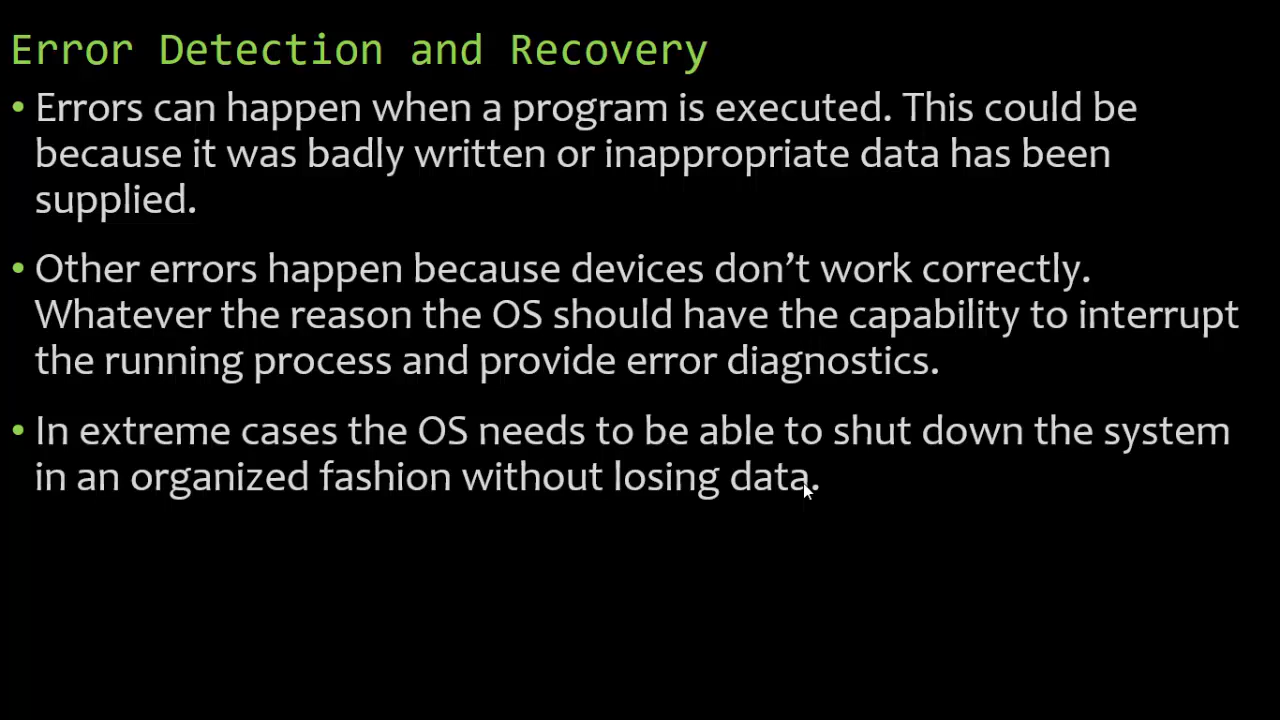 Error Detection and Recovery
• Errors can happen when a program is executed. This could be
because it was badly written or inappropriate data has been
supplied.
• Other errors happen because devices don’t work correctly.
Whatever the reason the OS should have the capability to interrupt
the running process and provide error diagnostics.
• In extreme cases the OS needs to be able to shut down the system
in an organized fashion without losing data.